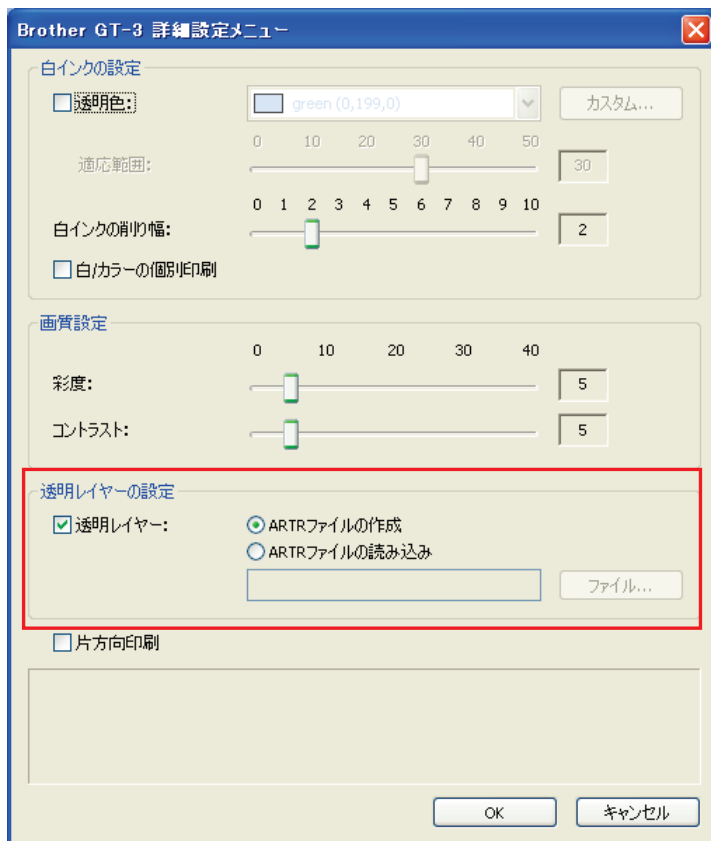 Brother GT-3 詳細設定メニュー
白インクの設定
透明色:
green (0,199,0)
カスタム...
0 10 20 30 40 50
適応範囲:
30
0 1 2 3 4 5 6 7 8 9 10
白インクの削り幅:
2
白/カラーの個別印刷
画質設定
0 10 20 30 40
彩度:
5
コントラスト:
5
透明レイヤーの設定
透明レイヤー:
ARTRファイルの作成
ARTRファイルの読み込み
ファイル...
片方向印刷
OK
キャンセル